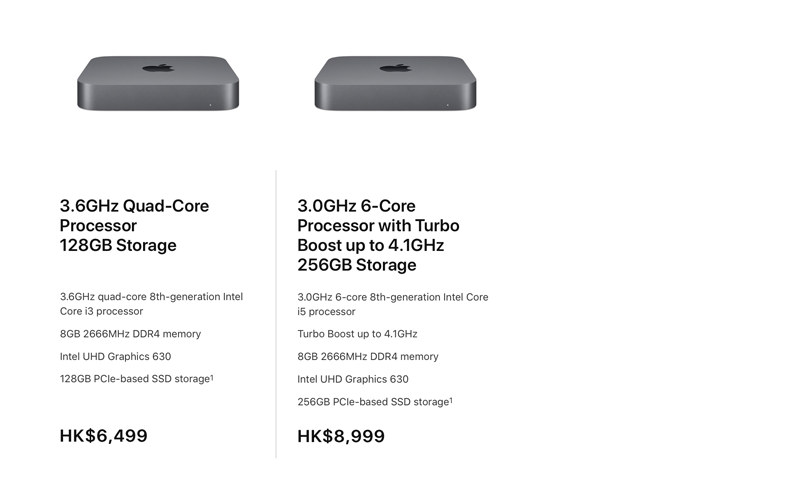 3.6GHz Quad-Core
Processor
128GB Storage
3.6GHz quad-core 8th-generation Intel
Core i3 processor
8GB 2666MHz DDR4 memory
Intel UHD Graphics 630
128GB PCIe-based SSD storage¹
HK$6,499
3.0GHz 6-Core
Processor with Turbo
Boost up to 4.1GHz
256GB Storage
3.0GHz 6-core 8th-generation Intel Core
i5 processor
Turbo Boost up to 4.1GHz
8GB 2666MHz DDR4 memory
Intel UHD Graphics 630
256GB PCIe-based SSD storage¹
HK$8,999